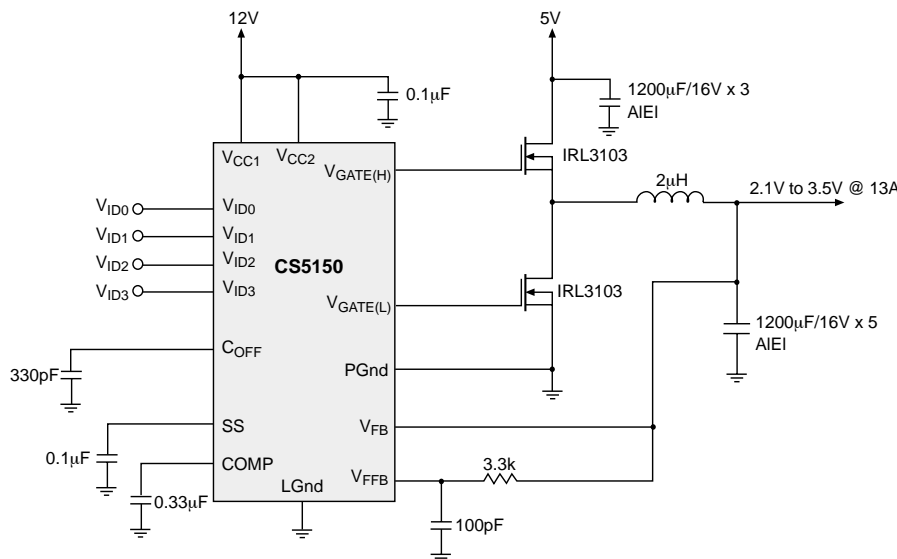 12V
5V
0.1μF
1200μF/16V x 3
AlEl
VCC1
VCC2
VGATE(H)
IRL3103
2μH
2.1V to 3.5V @ 13A
VID0
VID0
VID1
VID1
VID2
VID2
VID3
VID3
CS5150
VGATE(L)
IRL3103
1200μF/16V x 5
AlEl
COFF
330pF
PGnd
SS
VFB
0.1μF
COMP
3.3k
VFFB
0.33μF
LGnd
100pF